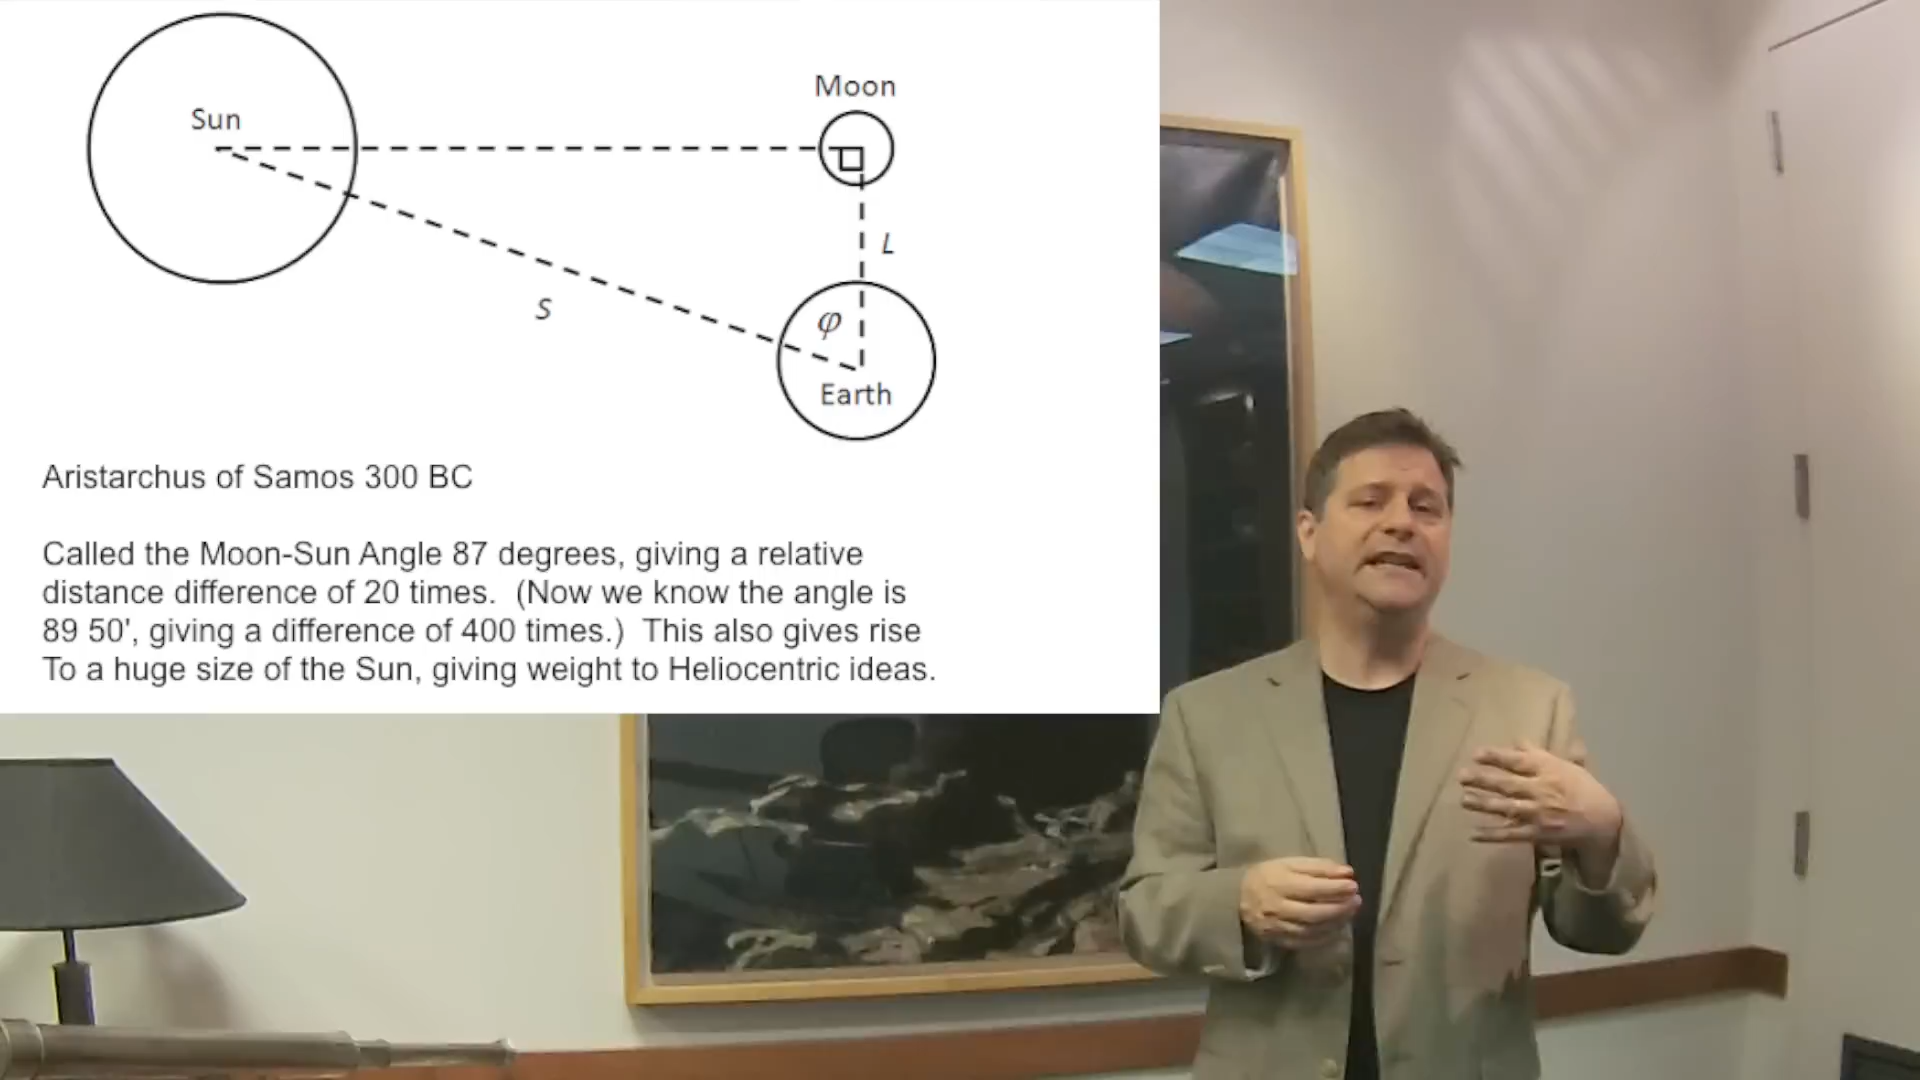 Moon
Sun
L
φ
S
Earth
Aristarchus of Samos 300 BC
Called the Moon-Sun Angle 87 degrees, giving a relative
distance difference of 20 times.  (Now we know the angle is
89 50', giving a difference of 400 times.)  This also gives rise
To a huge size of the Sun, giving weight to Heliocentric ideas.